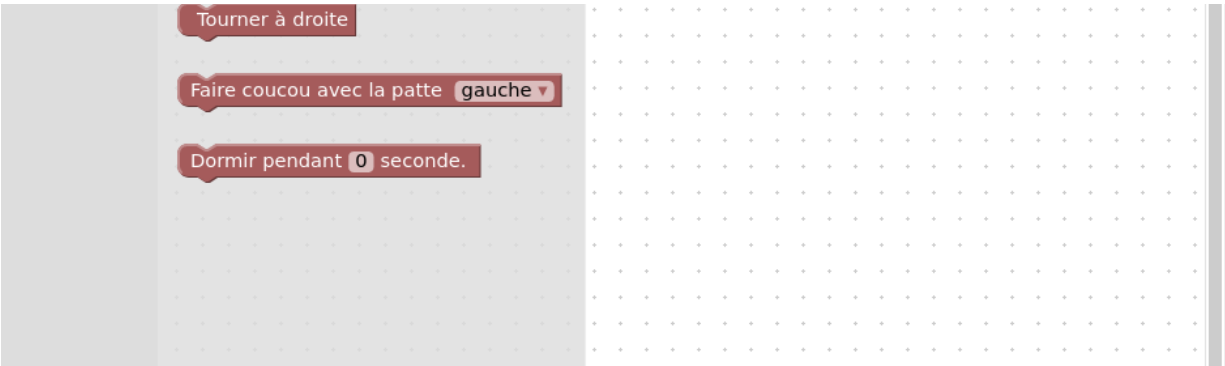 Tourner à droite
Faire coucou avec la patte gauche ▾
Dormir pendant 0 seconde.